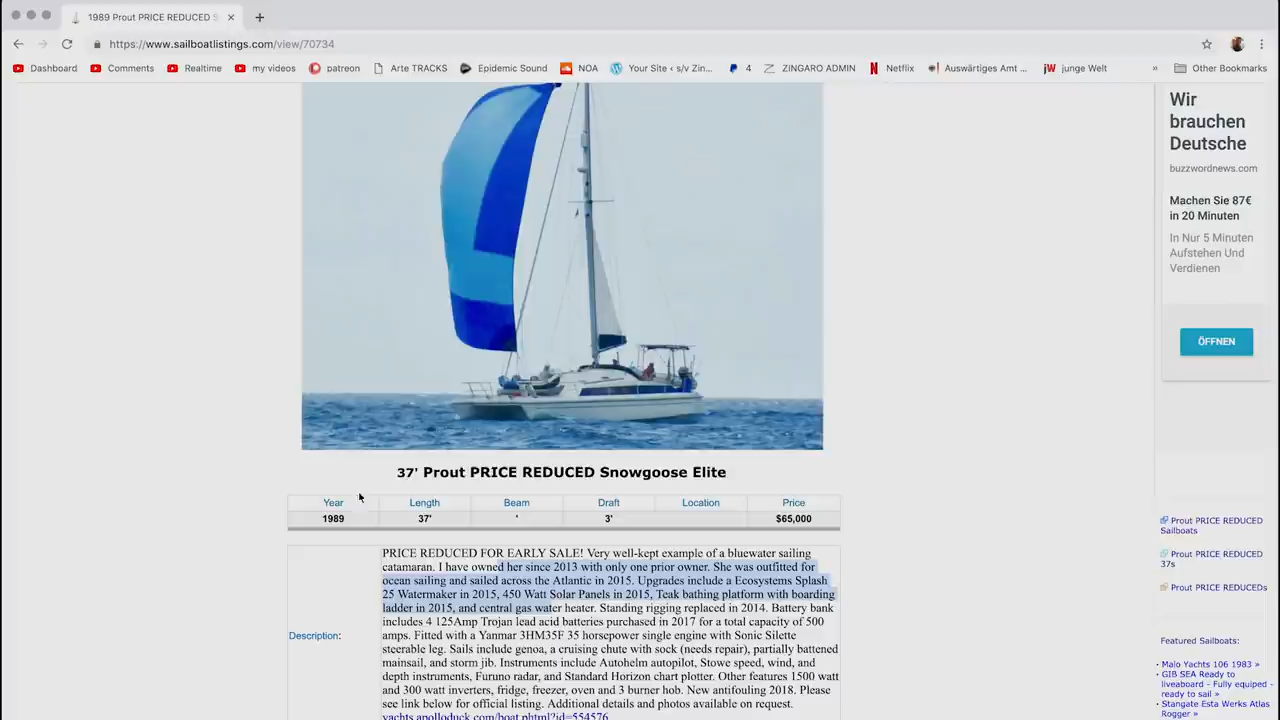 1989 Prout PRICE REDUCED S
https://www.sailboatlistings.com/view/70734
Dashboard Comments Realtime my videos patreon Arte TRACKS Epidemic Sound NOA Your Site ‹ s/v Zin... 4 ZINGARO ADMIN Netflix Auswärtiges Amt ... junge Welt » Other Bookmarks
Wir
brauchen
Deutsche
buzzwordnews.com
Machen Sie 87€
in 20 Minuten
In Nur 5 Minuten
Aufstehen Und
Verdienen
ÖFFNEN
37' Prout PRICE REDUCED Snowgoose Elite
Year Length Beam Draft Location Price
1989 37' ' 3' $65,000
Description:
PRICE REDUCED FOR EARLY SALE! Very well-kept example of a bluewater sailing
catamaran. I have owned her since 2013 with only one prior owner. She was outfitted for
ocean sailing and sailed across the Atlantic in 2015. Upgrades include a Ecosystems Splash
25 Watermaker in 2015, 450 Watt Solar Panels in 2015, Teak bathing platform with boarding
ladder in 2015, and central gas water heater. Standing rigging replaced in 2014. Battery bank
includes 4 125Amp Trojan lead acid batteries purchased in 2017 for a total capacity of 500
amps. Fitted with a Yanmar 3HM35F 35 horsepower single engine with Sonic Silette
steerable leg. Sails include genoa, a cruising chute with sock (needs repair), partially battened
mainsail, and storm jib. Instruments include Autohelm autopilot, Stowe speed, wind, and
depth instruments, Furuno radar, and Standard Horizon chart plotter. Other features 1500 watt
and 300 watt inverters, fridge, freezer, oven and 3 burner hob. New antifouling 2018. Please
see link below for official listing. Additional details and photos available on request.
yachts.apolloduck.com/boat.phtml?id=554576
Prout PRICE REDUCED
Sailboats
Prout PRICE REDUCED
37s
Prout PRICE REDUCEDs
Featured Sailboats:
· Malo Yachts 106 1983 »
· GIB SEA Ready to
liveaboard - Fully equiped -
ready to sail »
· Stangate Esta Werks Atlas
Rogger »